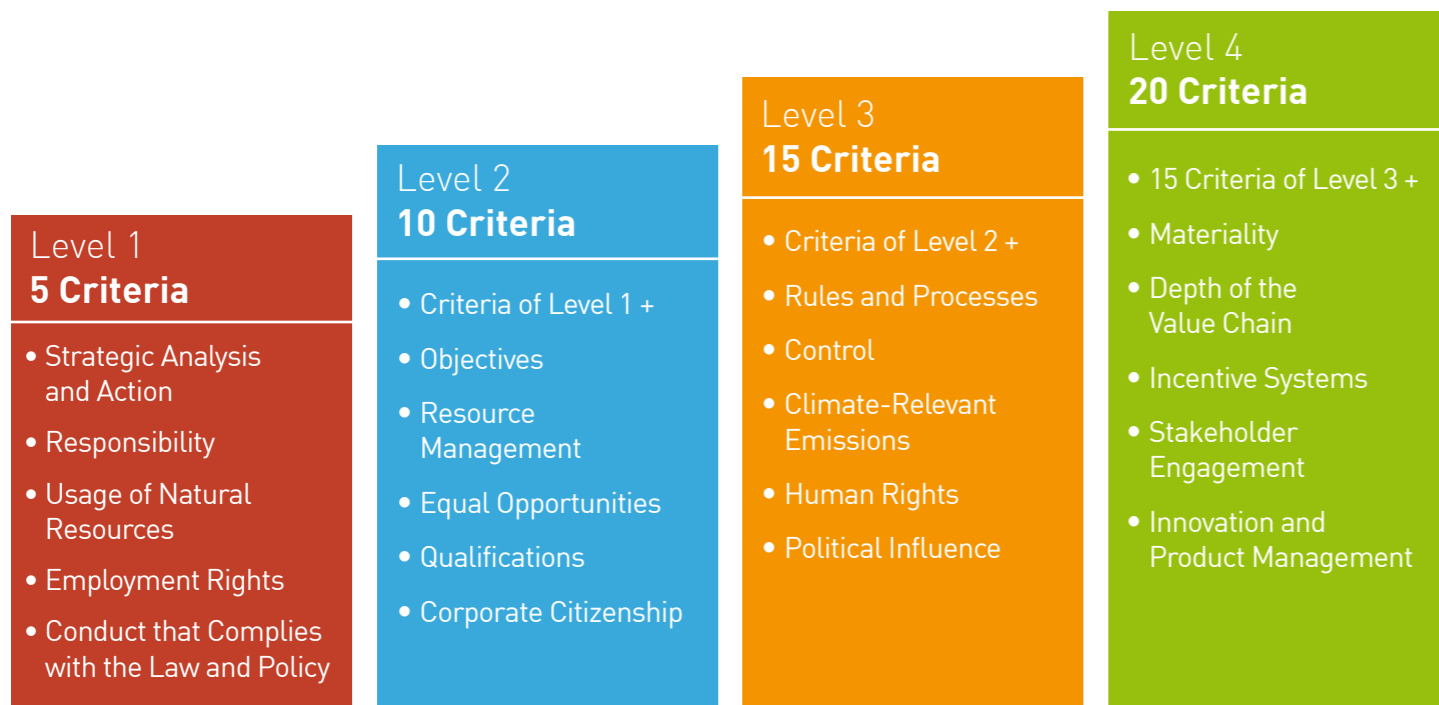 Level 1
5 Criteria
• Strategic Analysis
and Action
• Responsibility
• Usage of Natural
Resources
• Employment Rights
• Conduct that Complies
with the Law and Policy
Level 2
10 Criteria
• Criteria of Level 1 +
• Objectives
• Resource
Management
• Equal Opportunities
• Qualifications
• Corporate Citizenship
Level 3
15 Criteria
• Criteria of Level 2 +
• Rules and Processes
• Control
• Climate-Relevant
Emissions
• Human Rights
• Political Influence
Level 4
20 Criteria
• 15 Criteria of Level 3 +
• Materiality
• Depth of the
Value Chain
• Incentive Systems
• Stakeholder
Engagement
• Innovation and
Product Management